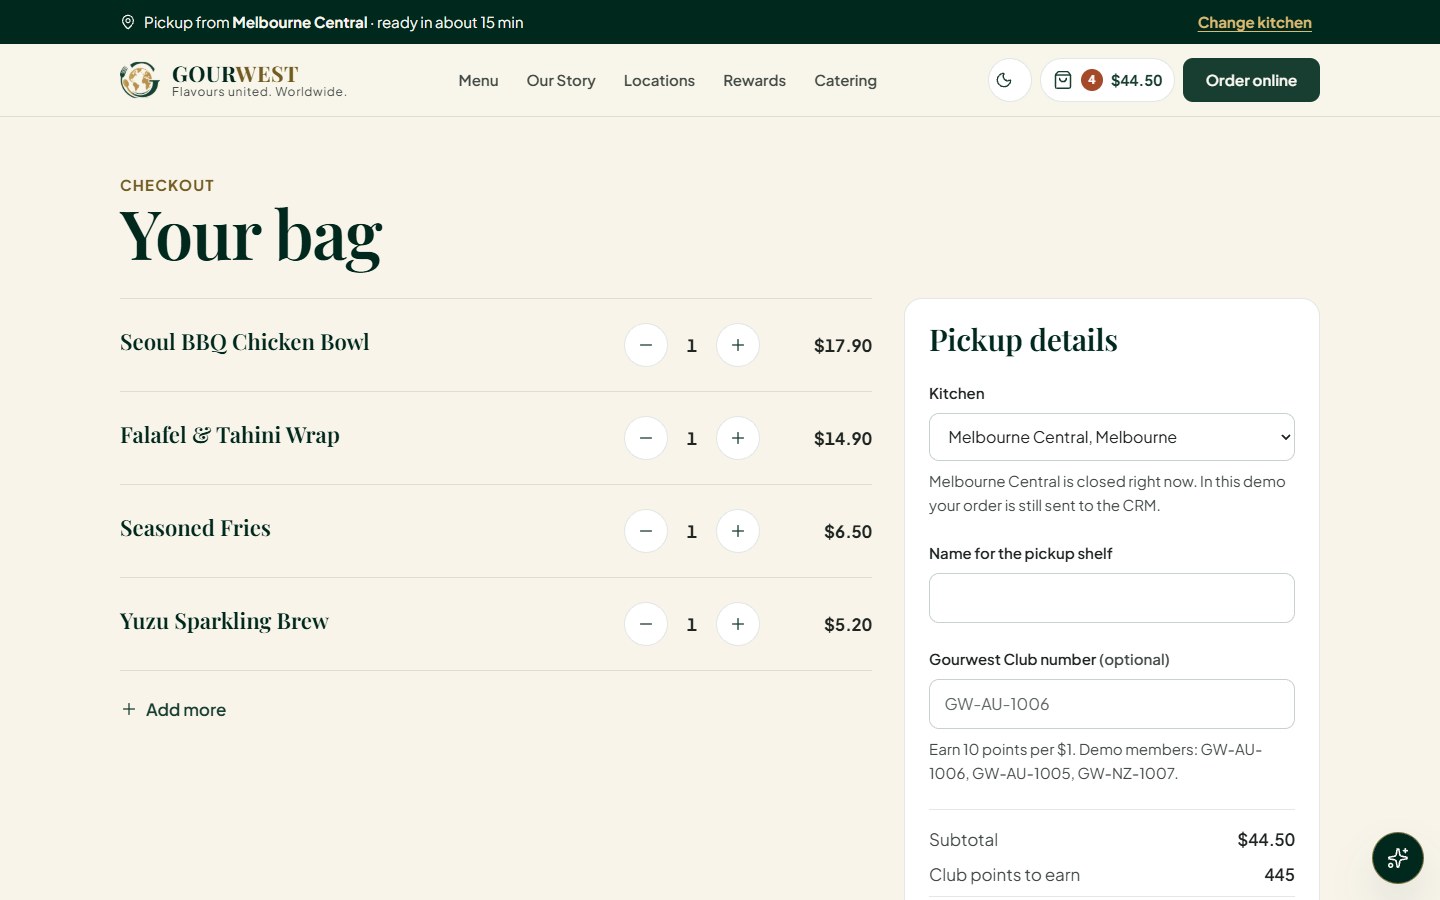 Pickup from Melbourne Central · ready in about 15 min
Change kitchen
GOURWEST
Flavours united. Worldwide.
Menu
Our Story
Locations
Rewards
Catering
4
$44.50
Order online
CHECKOUT
Your bag
Seoul BBQ Chicken Bowl
1
$17.90
Falafel & Tahini Wrap
1
$14.90
Seasoned Fries
1
$6.50
Yuzu Sparkling Brew
1
$5.20
Add more
Pickup details
Kitchen
Melbourne Central, Melbourne
Melbourne Central is closed right now. In this demo
your order is still sent to the CRM.
Name for the pickup shelf
Gourwest Club number (optional)
GW-AU-1006
Earn 10 points per $1. Demo members: GW-AU-
1006, GW-AU-1005, GW-NZ-1007.
Subtotal
$44.50
Club points to earn
445